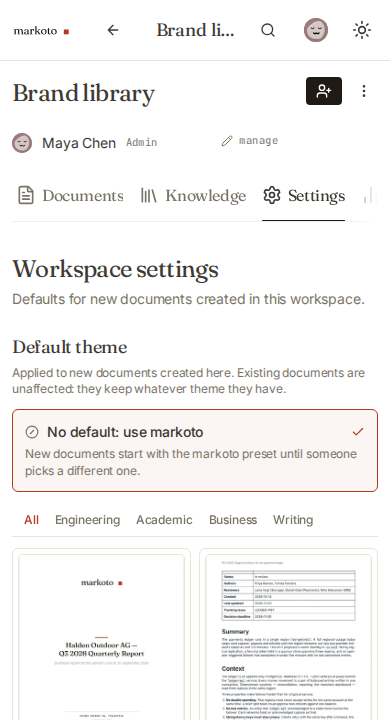 markoto
Brand li...
Brand library
Maya Chen Admin
manage
Documents Knowledge Settings
Workspace settings
Defaults for new documents created in this workspace.
Default theme
Applied to new documents created here. Existing documents are
unaffected: they keep whatever theme they have.
No default: use markoto
New documents start with the markoto preset until someone
picks a different one.
All Engineering Academic Business Writing
markoto
Halden Outdoor AG —
Q3 2028 Quarterly Report
Summary
Context